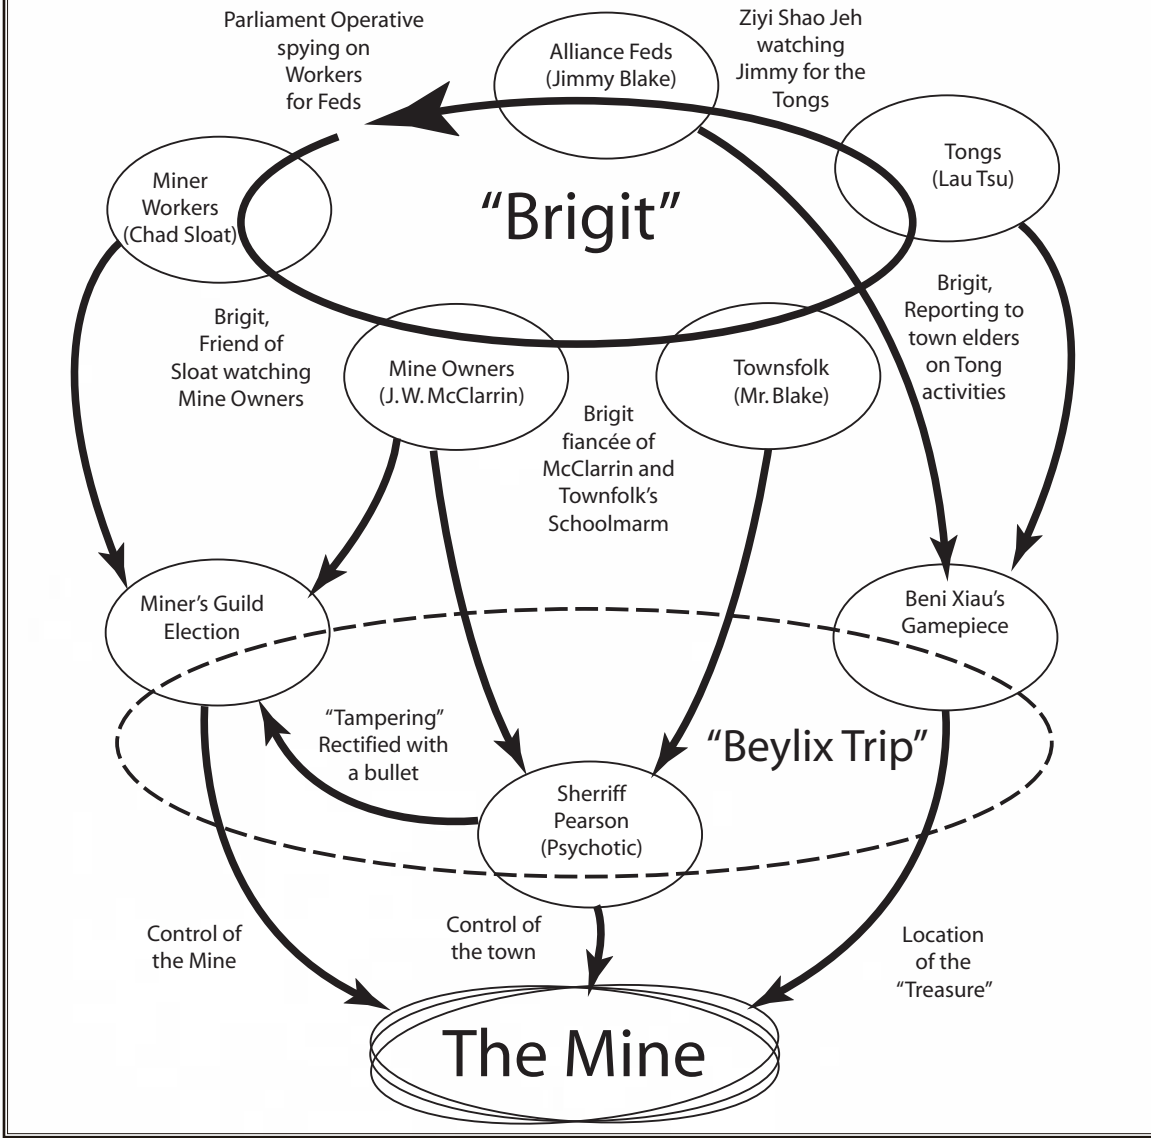 Parliament Operative
spying on
Workers
for Feds
Alliance Feds
(Jimmy Blake)
Ziyi Shao Jeh
watching
Jimmy for the
Tongs
Tongs
(Lau Tsu)
Miner
Workers
(Chad Sloat)
“Brigit”
Brigit,
Friend of
Sloat watching
Mine Owners
Mine Owners
(J. W. McClarrin)
Brigit
fiancée of
McClarrin and
Townfolk’s
Schoolmarm
Townsfolk
(Mr. Blake)
Brigit,
Reporting to
town elders
on Tong
activities
Miner’s Guild
Election
Beni Xiau’s
Gamepiece
“Tampering”
Rectified with
a bullet
“Beylix Trip”
Sherriff
Pearson
(Psychotic)
Control of
the Mine
Control of
the town
Location
of the
“Treasure”
The Mine